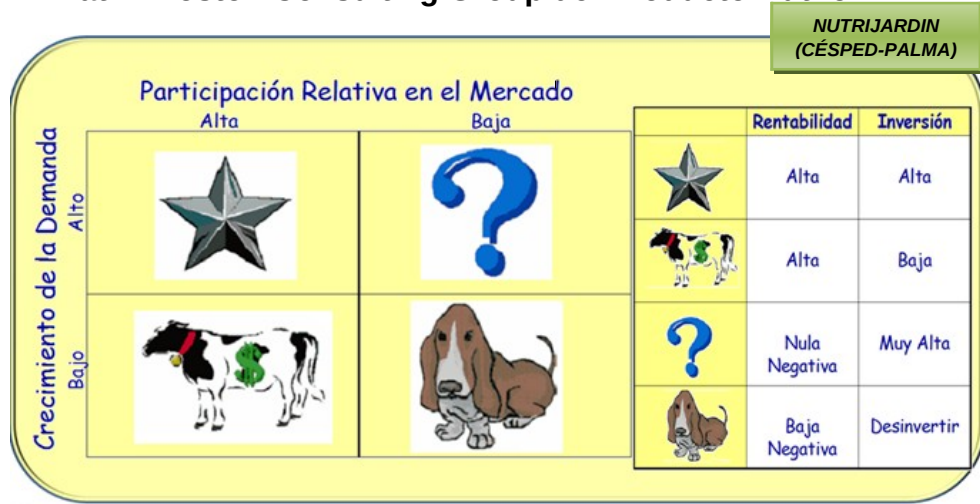 NUTRIJARDIN
(CÉSPED-PALMA)
Participación Relativa en el Mercado
Alta Baja
Crecimiento de la Demanda
Alto
Bajo
Rentabilidad Inversión
Alta Alta
$
Alta Baja
?
Nula Muy Alta
Negativa
?
$
Baja Desinvertir
Negativa